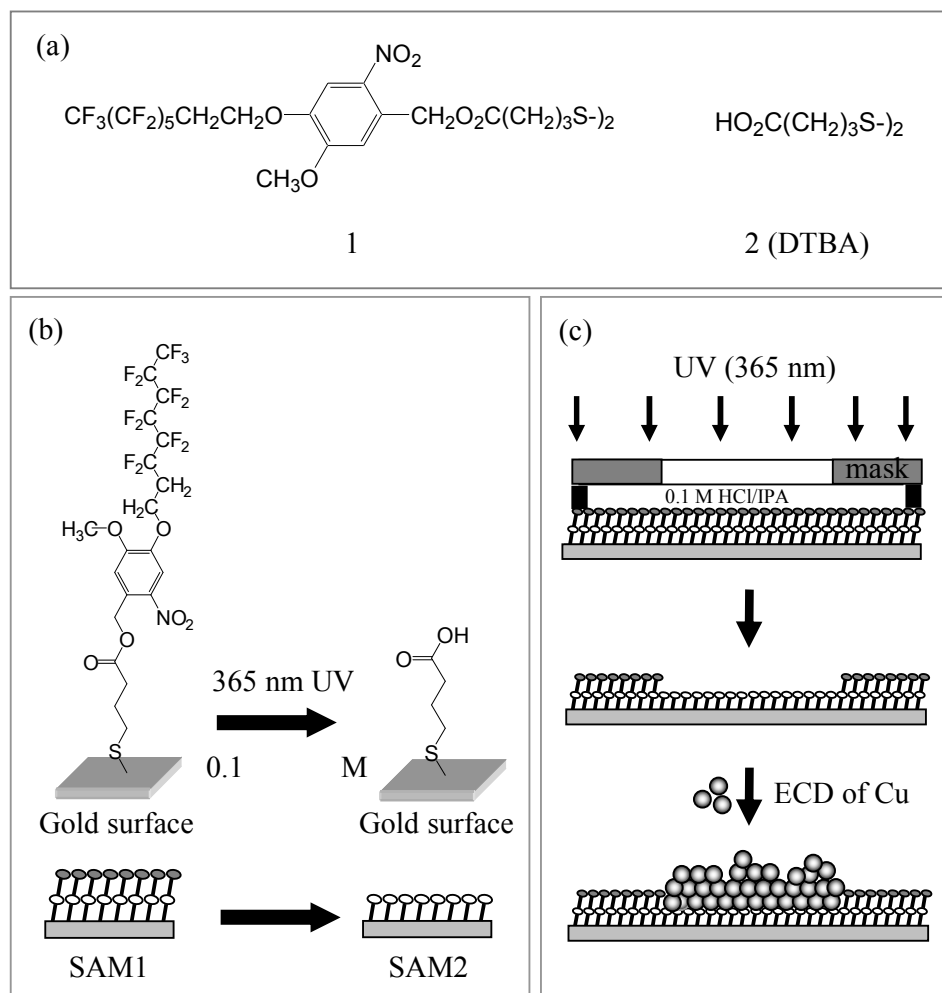 (a)
NO2
CF3(CF2)5CH2CH2O
CH2O2C(CH2)3S-)2
CH3O
HO2C(CH2)3S-)2
1
2 (DTBA)
(b)
CF3
F2C
CF2
F2C
CF2
F2C
CF2
F2C
CH2
H2C
O
H3C
O
NO2
O
O
S
365 nm UV
0.1 M
OH
O
S
Gold surface
Gold surface
SAM1
SAM2
(c)
UV (365 nm)
mask
0.1 M HCl/IPA
ECD of Cu